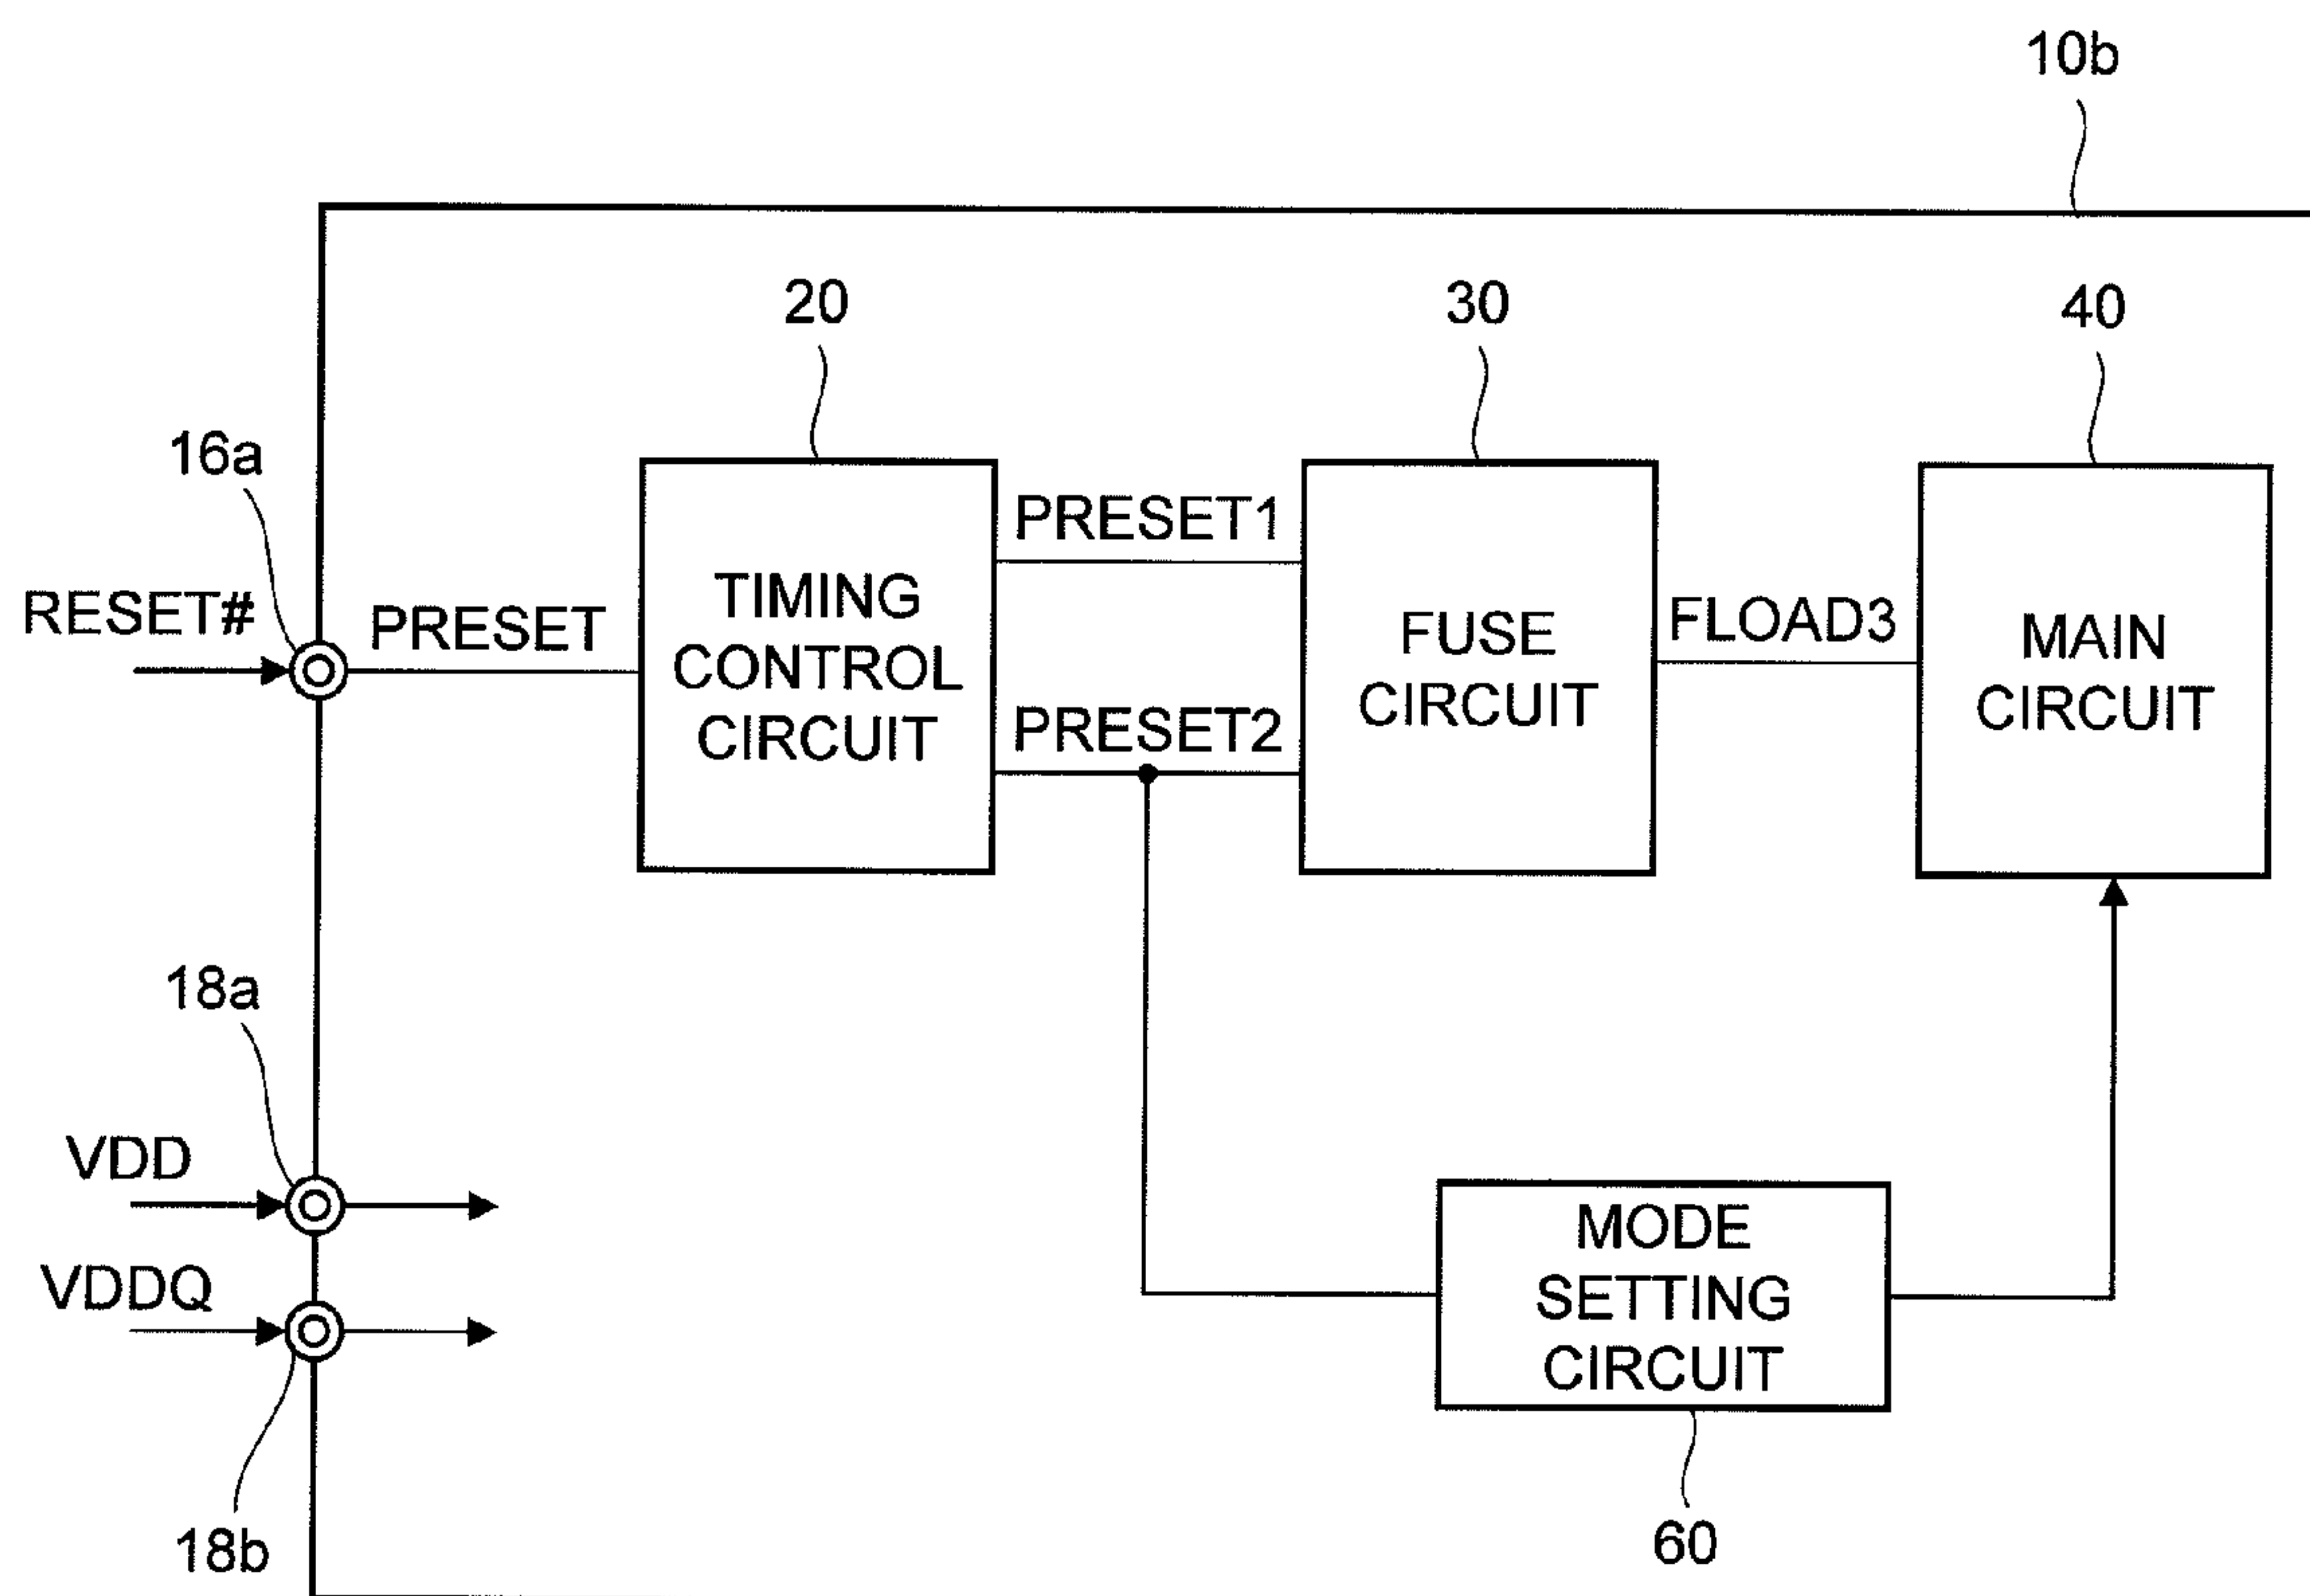 10b
20
30
40
16a
RESET#
PRESET
TIMING
CONTROL
CIRCUIT
PRESET1
PRESET2
FUSE
CIRCUIT
FLOAD3
MAIN
CIRCUIT
18a
VDD
VDDQ
18b
MODE
SETTING
CIRCUIT
60